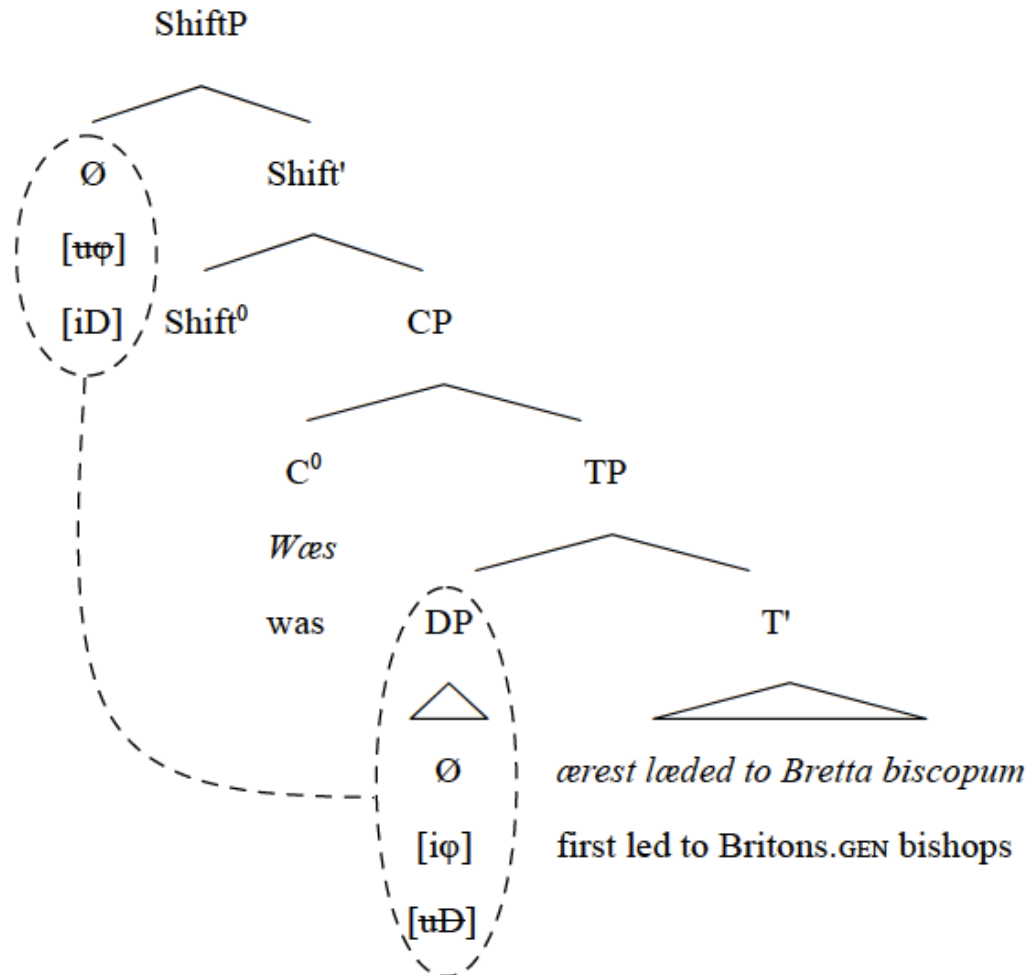 ShiftP
Ø Shift'
[uφ]
[iD] Shift⁰ CP
C⁰ TP
Wæs
was DP T'
Ø ærest læded to Bretta biscopum
[iφ] first led to Britons.GEN bishops
[uD]